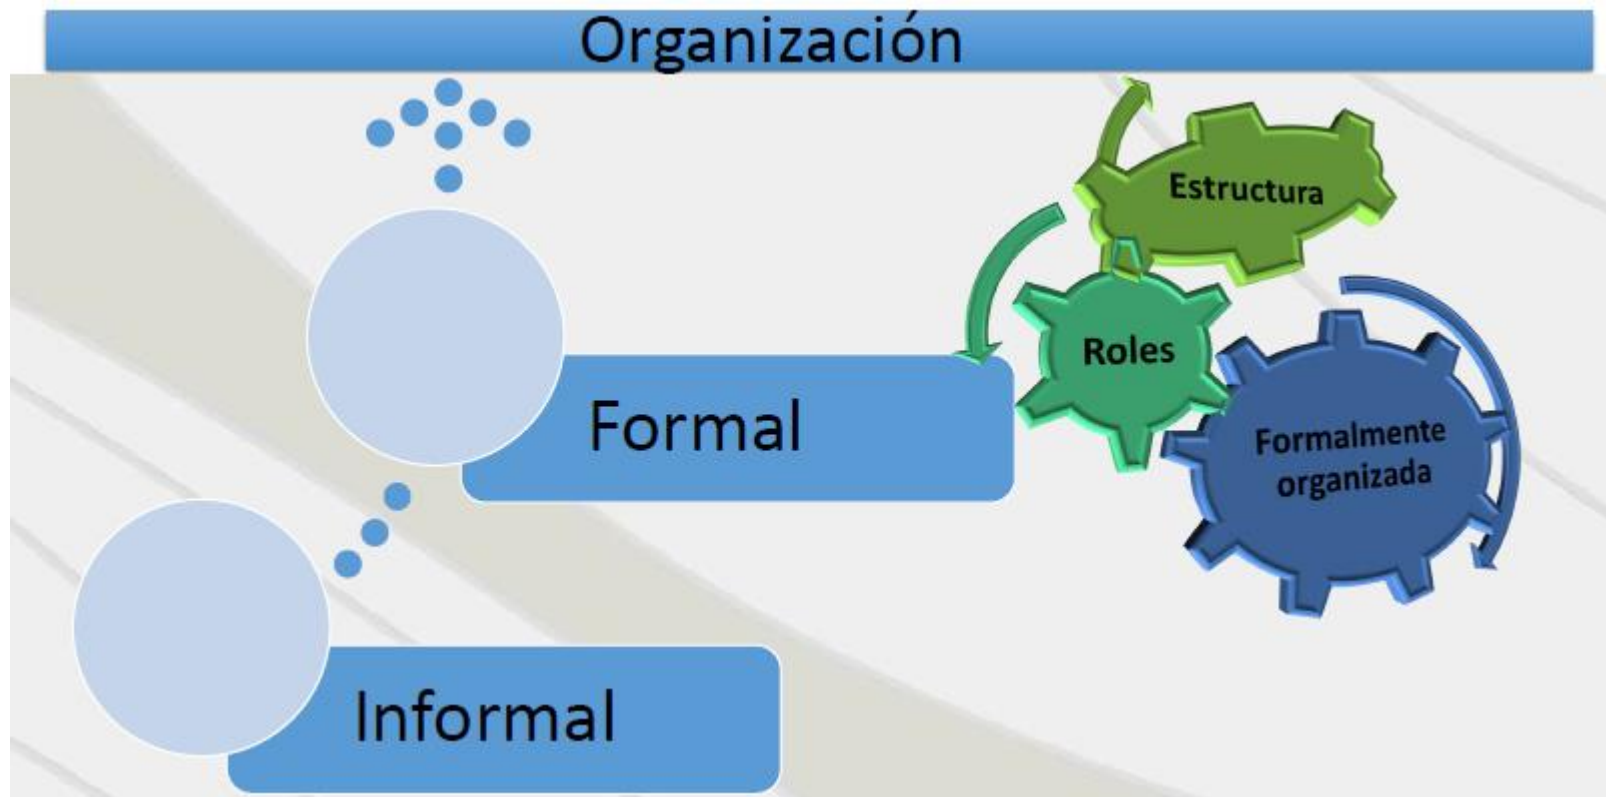 Organización
Estructura
Roles
Formal
Formalmente
organizada
Informal